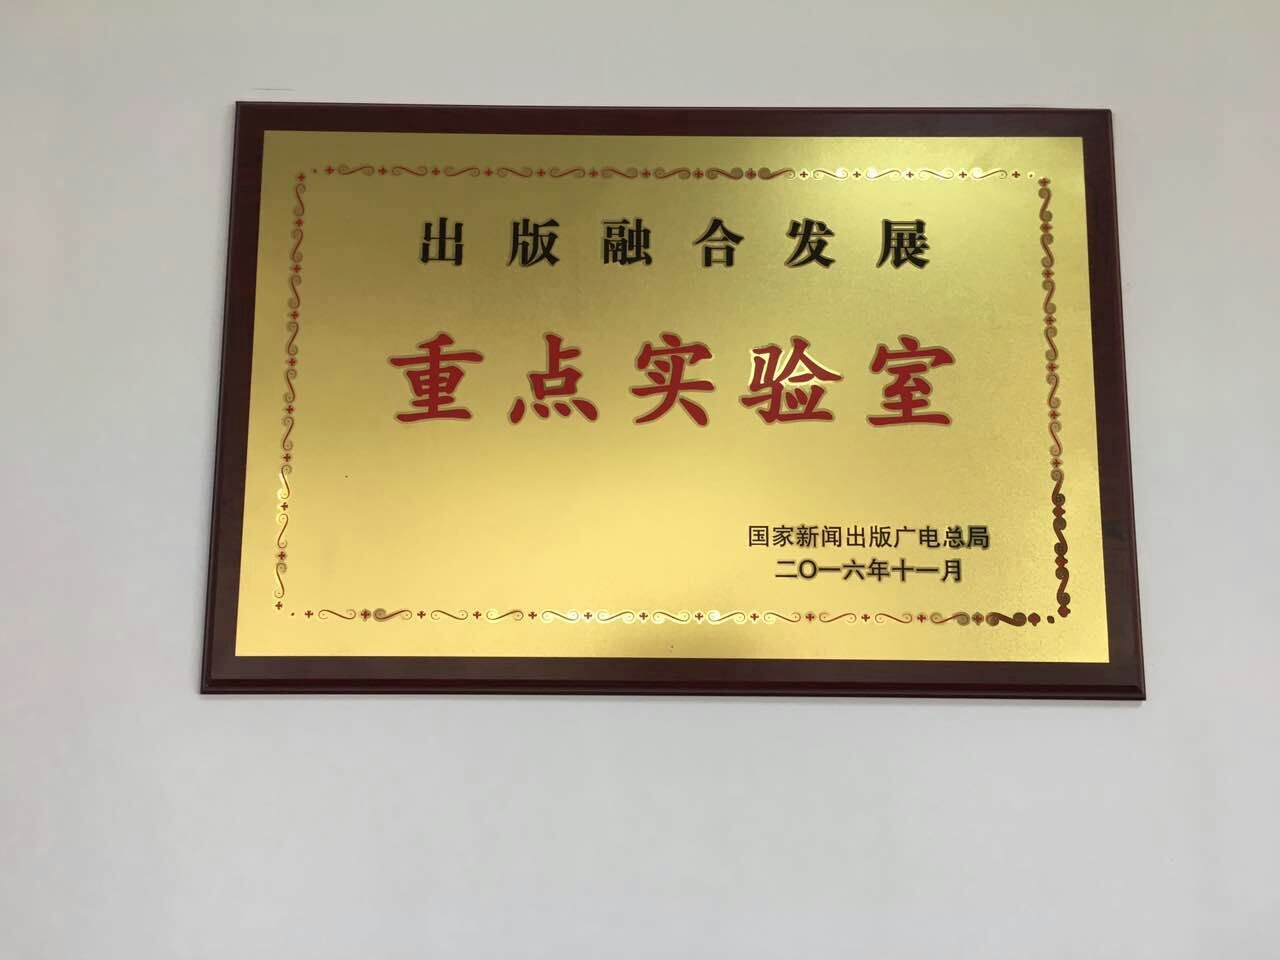 出版融合发展
重点实验室
国家新闻出版广电总局
二〇一六年十一月